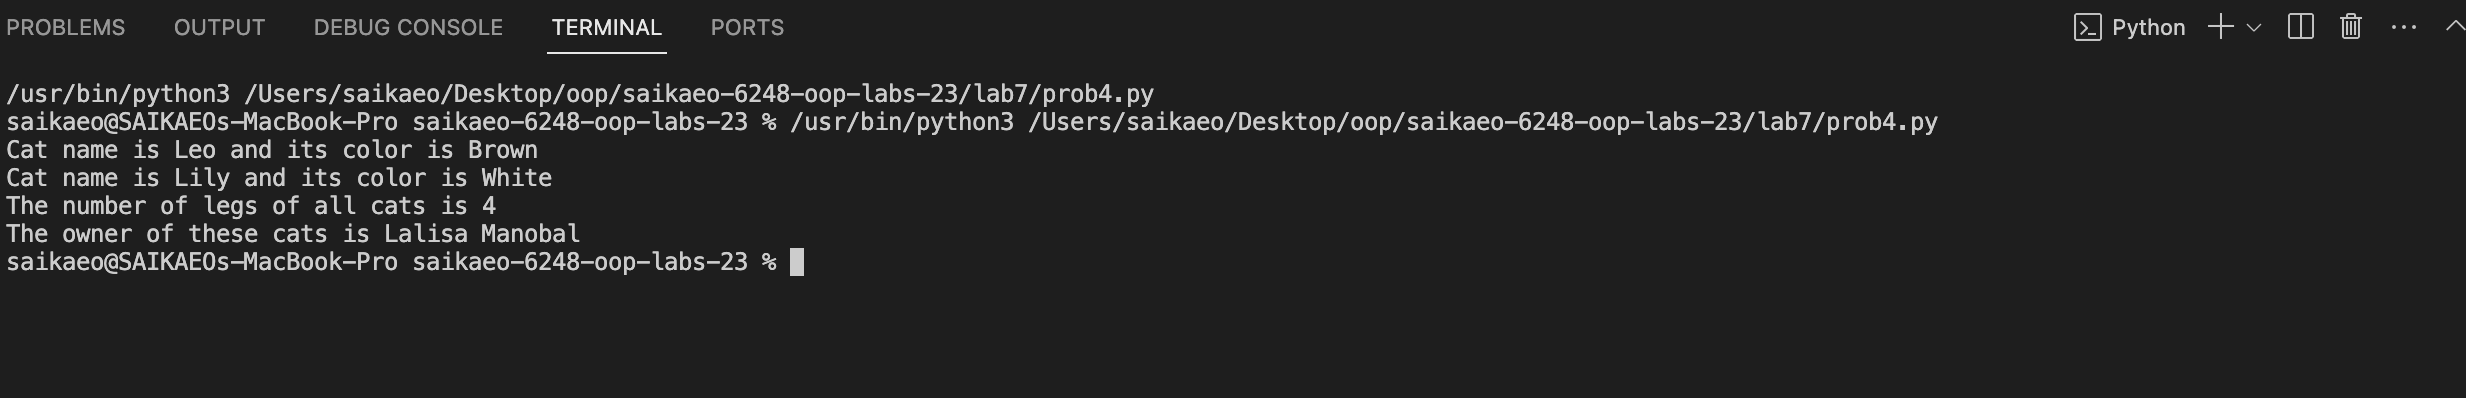 PROBLEMS OUTPUT DEBUG CONSOLE TERMINAL PORTS Python
/usr/bin/python3 /Users/saikaeo/Desktop/oop/saikaeo-6248-oop-labs-23/lab7/prob4.py
saikaeo@SAIKAEOs-MacBook-Pro saikaeo-6248-oop-labs-23 % /usr/bin/python3 /Users/saikaeo/Desktop/oop/saikaeo-6248-oop-labs-23/lab7/prob4.py
Cat name is Leo and its color is Brown
Cat name is Lily and its color is White
The number of legs of all cats is 4
The owner of these cats is Lalisa Manobal
saikaeo@SAIKAEOs-MacBook-Pro saikaeo-6248-oop-labs-23 %